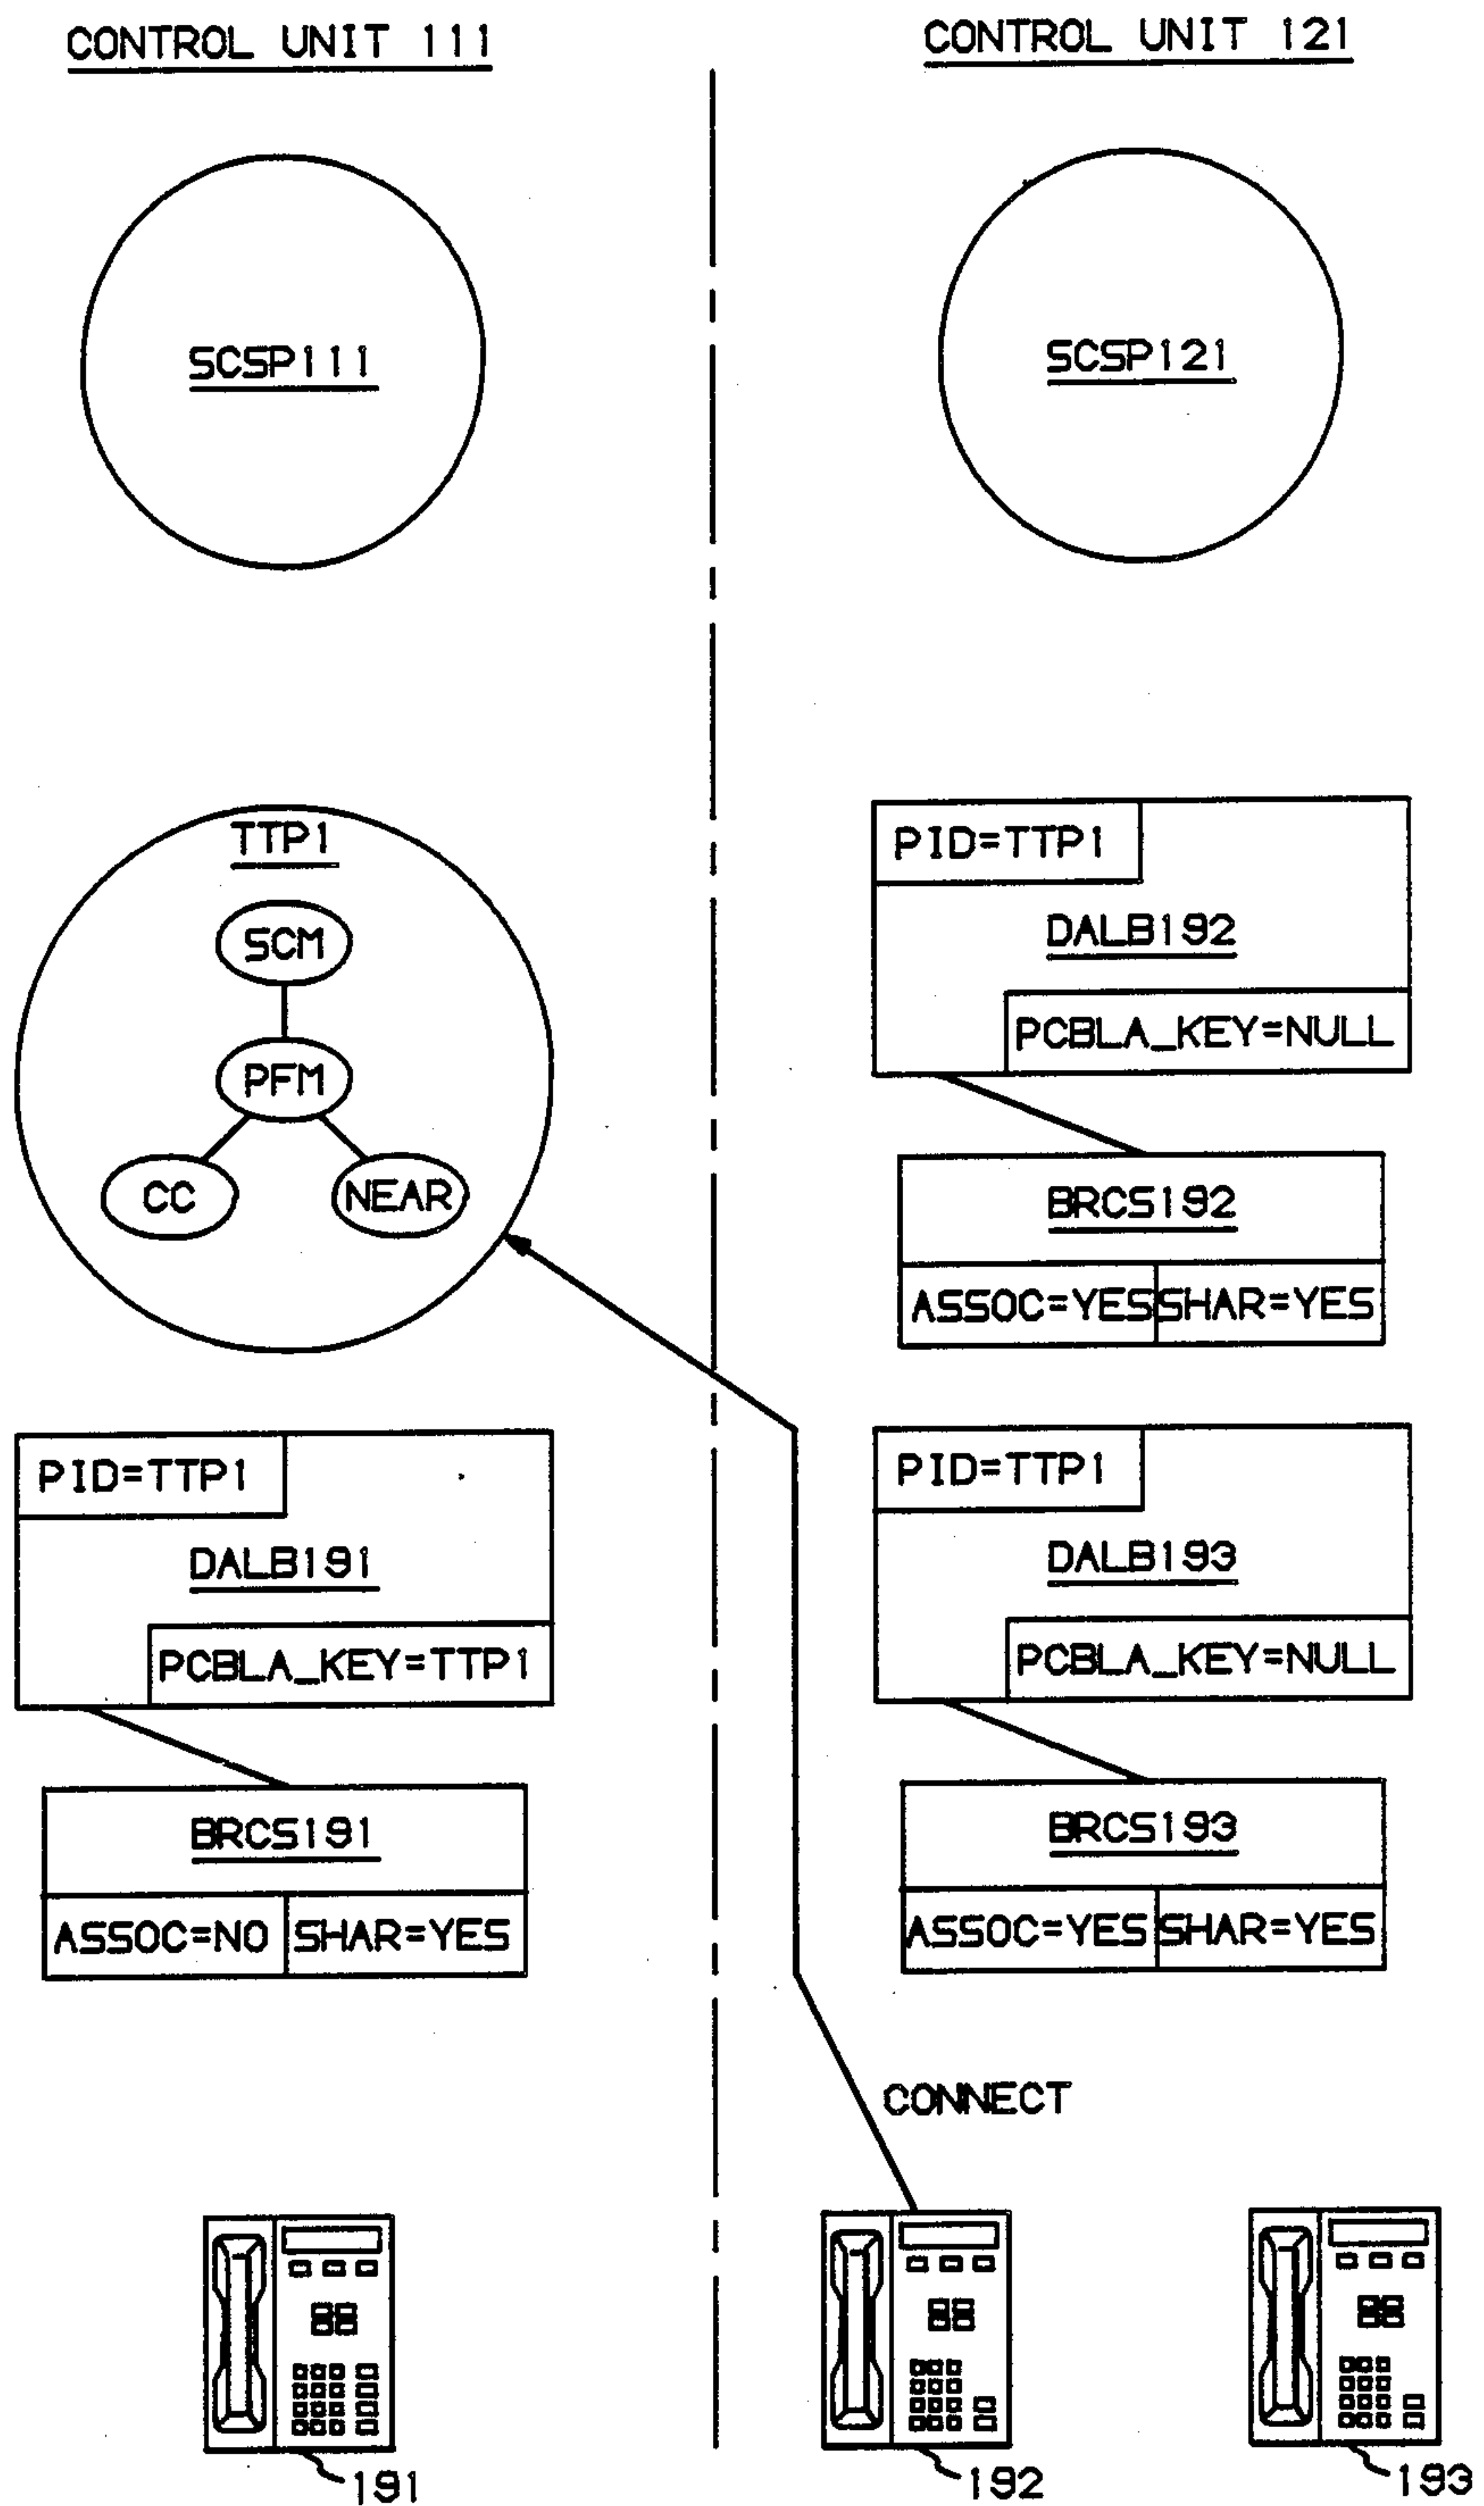 CONTROL UNIT 111
CONTROL UNIT 121
SCSP111
SCSP121
TTP1
SCM
PFM
CC
NEAR
PID=TTP1
DALB192
PCBLA_KEY=NULL
BRCS192
ASSOC=YES
SHAR=YES
PID=TTP1
DALB191
PCBLA_KEY=TTP1
BRCS191
ASSOC=NO
SHAR=YES
PID=TTP1
DALB193
PCBLA_KEY=NULL
BRCS193
ASSOC=YES
SHAR=YES
CONNECT
191
192
193